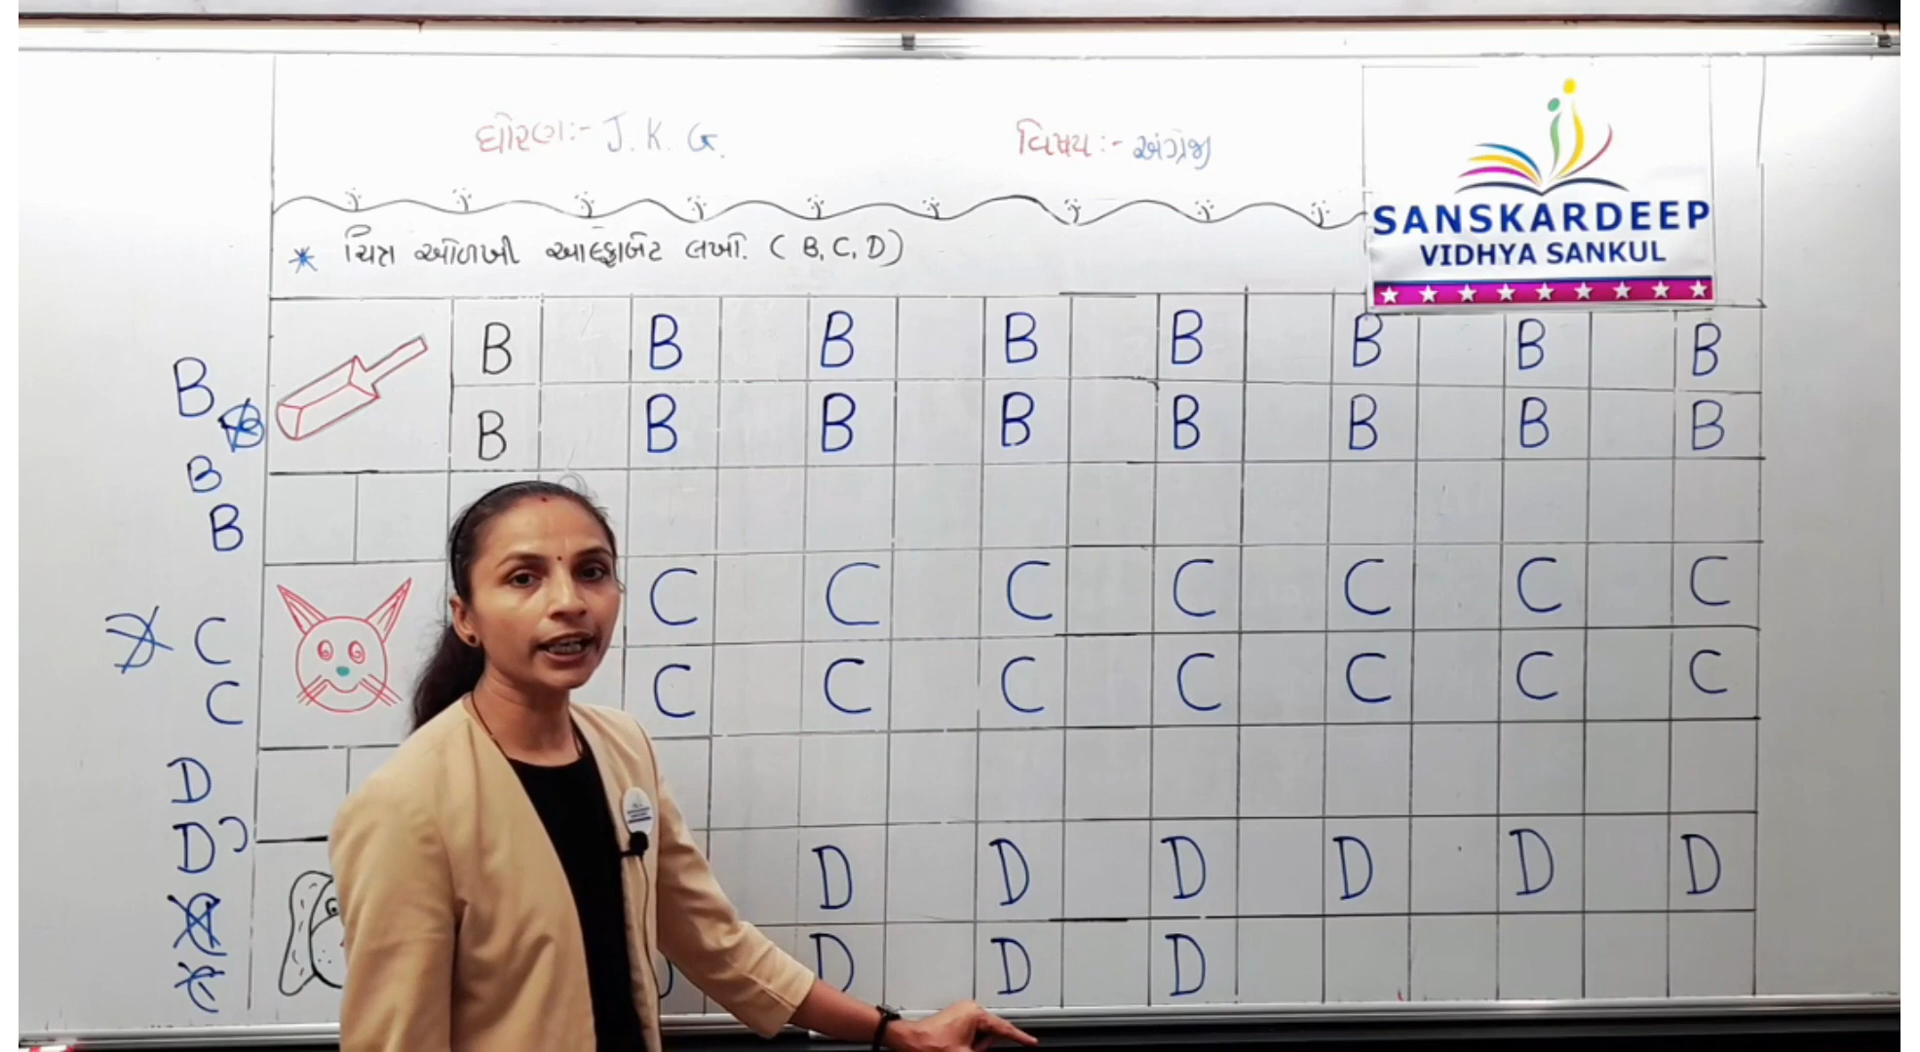 ધોરણ:- J. K. G.
વિષય:- અંગ્રેજી
SANSKARDEEP
VIDHYA SANKUL
* ચિત્ર ઓળખી આલ્ફાબેટ લખો. ( B, C, D )
B B B B B B B B
B B B B B B B B
C C C C C C C
C C C C C C C
D D D D D D
D D D
B
B
B
C
C
D
D